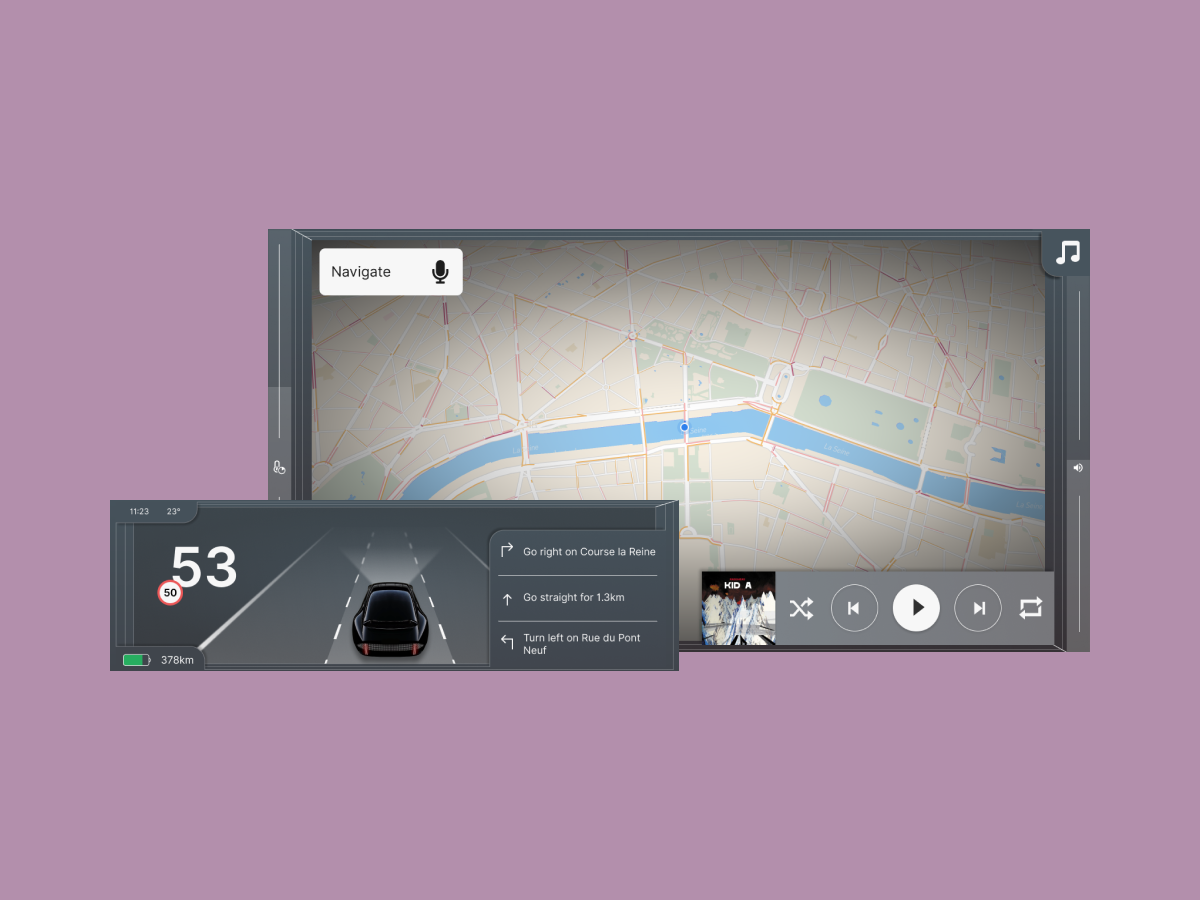 Navigate
La Seine
La Seine
11:23 23°
53
50
Go right on Course la Reine
Go straight for 1.3km
Turn left on Rue du Pont
Neuf
378km
KID A